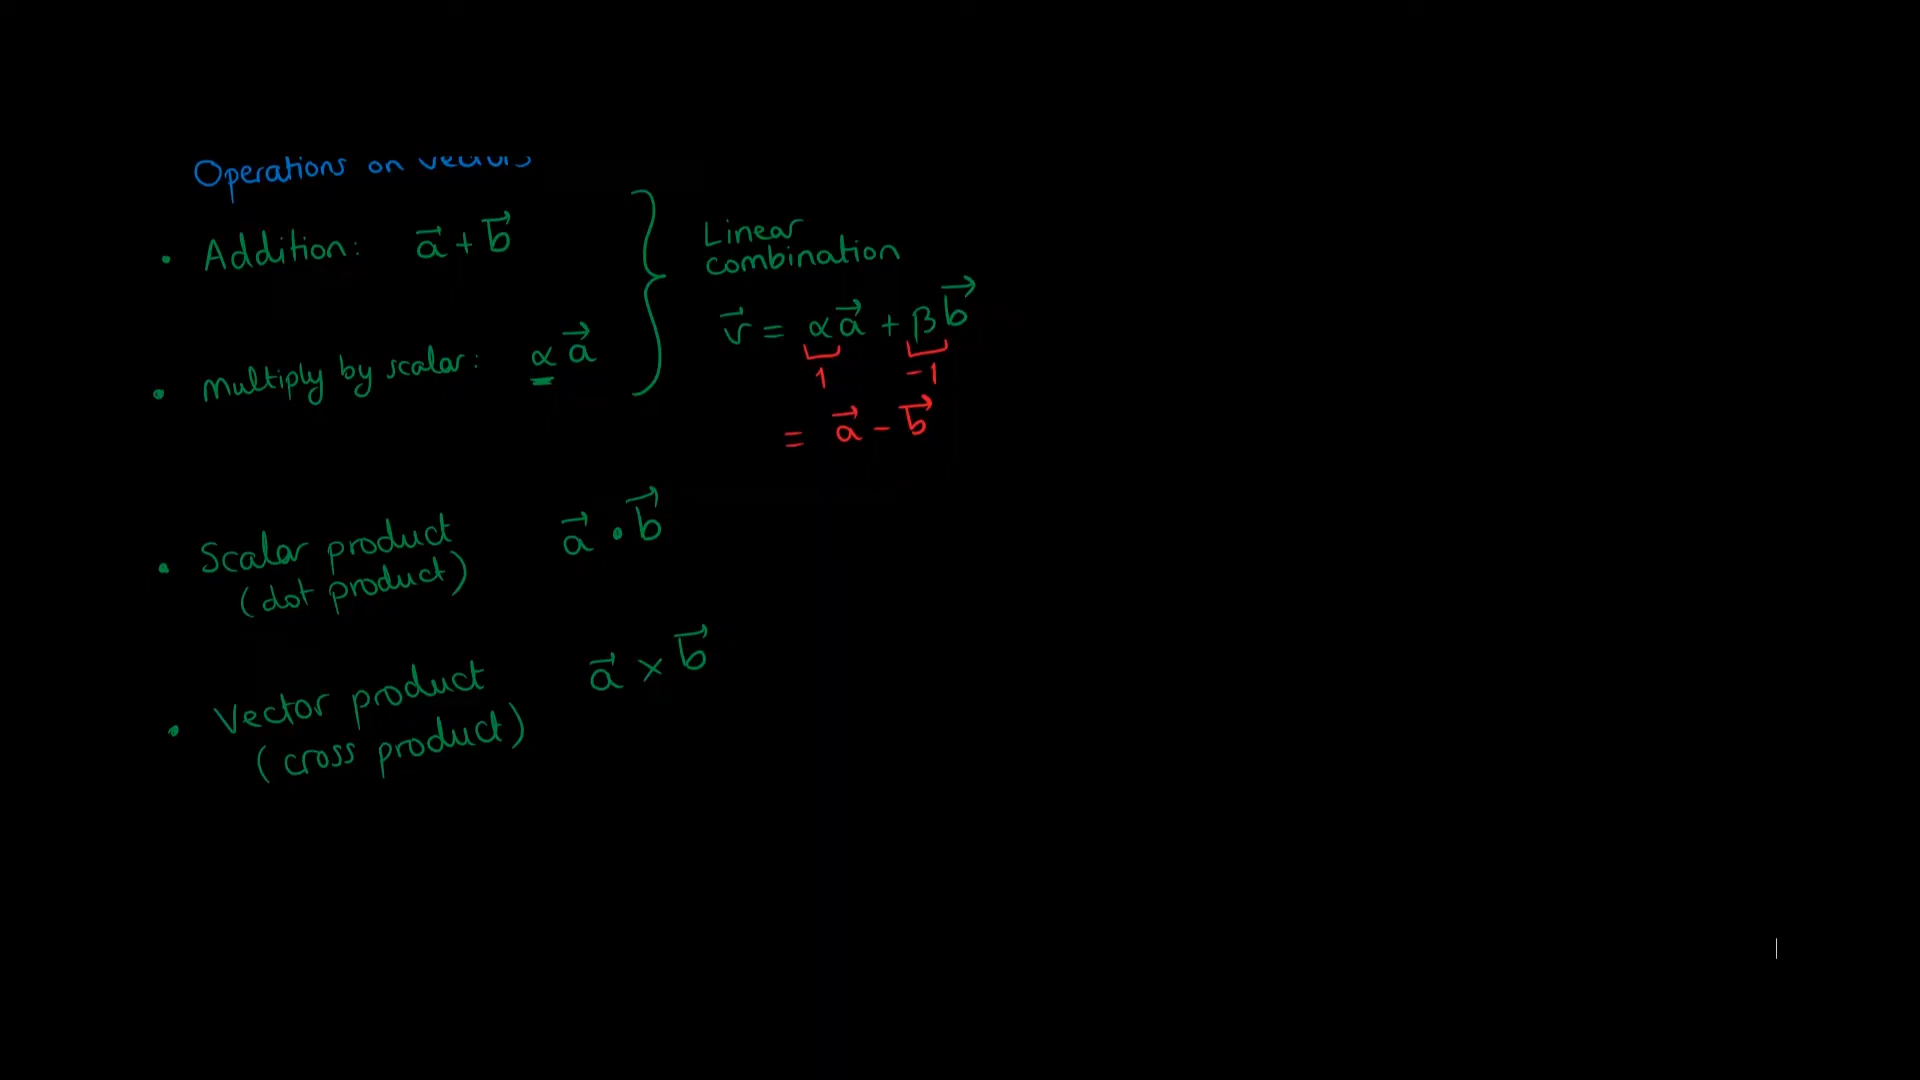 Operations on vectors
• Addition: a⃗ + b⃗
Linear
combination
v⃗ = αa⃗ + βb⃗
1 -1
= a⃗ - b⃗
• Multiply by scalar: α a⃗
• Scalar product a⃗ • b⃗
(dot product)
• Vector product a⃗ × b⃗
(cross product)